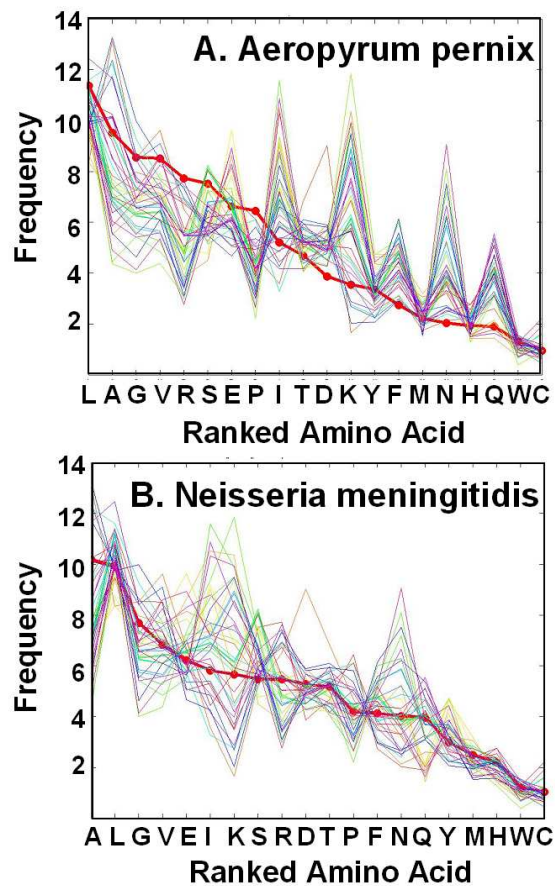 A. Aeropyrum pernix
14
12
10
8
6
4
2
Frequency
L A G V R S E P I T D K Y F M N H Q W C
Ranked Amino Acid
B. Neisseria meningitidis
14
12
10
8
6
4
2
Frequency
A L G V E I K S R D T P F N Q Y M H W C
Ranked Amino Acid